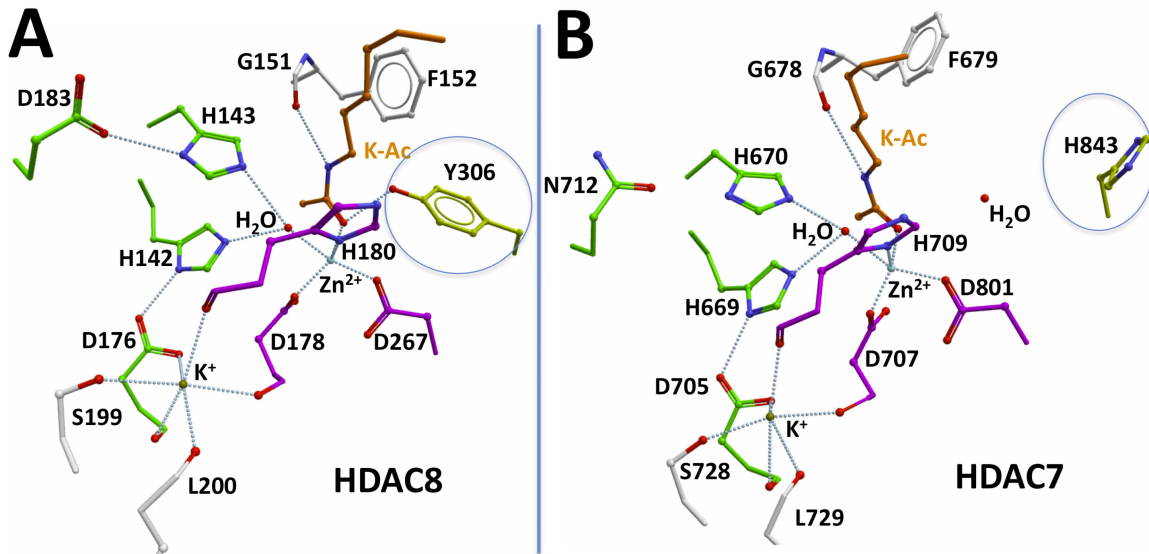 A
G151
F152
D183
H143
K-Ac
Y306
H₂O
H180
H142
Zn²⁺
D176
D178
D267
K⁺
S199
L200
HDAC8
B
G678
F679
K-Ac
H843
H670
N712
H₂O
H₂O
H709
Zn²⁺
D801
H669
D707
D705
K⁺
S728
L729
HDAC7